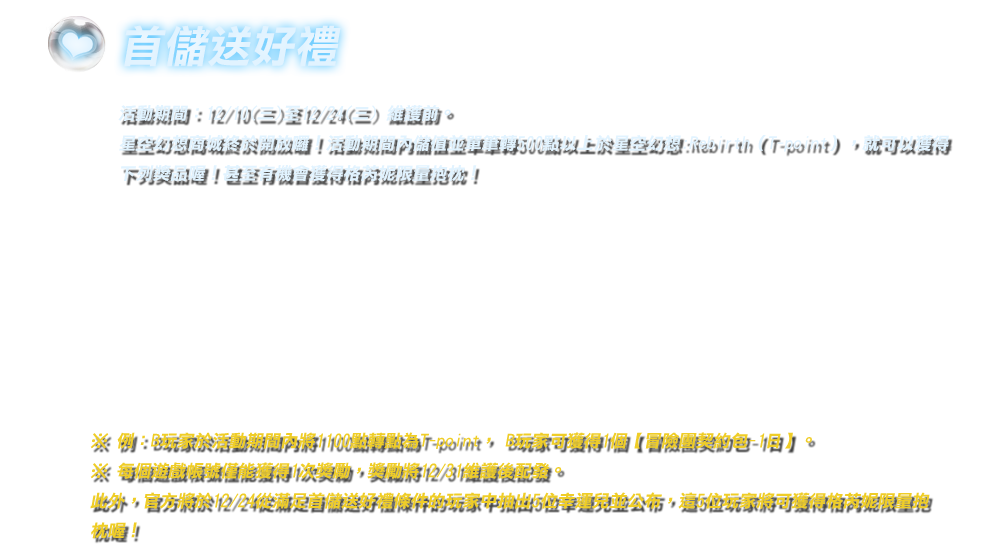 首儲送好禮
活動期間：12/10(三)至12/24(三) 維護前。
星空幻想商城終於開放囉！活動期間內儲值並單筆轉500點以上於星空幻想:Rebirth（T-point），就可以獲得
下列獎品喔！甚至有機會獲得格芮妮限量抱枕！
※ 例：B玩家於活動期間內將1100點轉點為T-point， B玩家可獲得1個【冒險團契約色-1日】。
※ 每個遊戲帳號僅能獲得1次獎勵，獎勵將12/31維護後配發。
此外，官方將於12/24從滿足首儲送好禮條件的玩家中抽出5位幸運兒並公布，這5位玩家將可獲得格芮妮限量抱
枕喔！